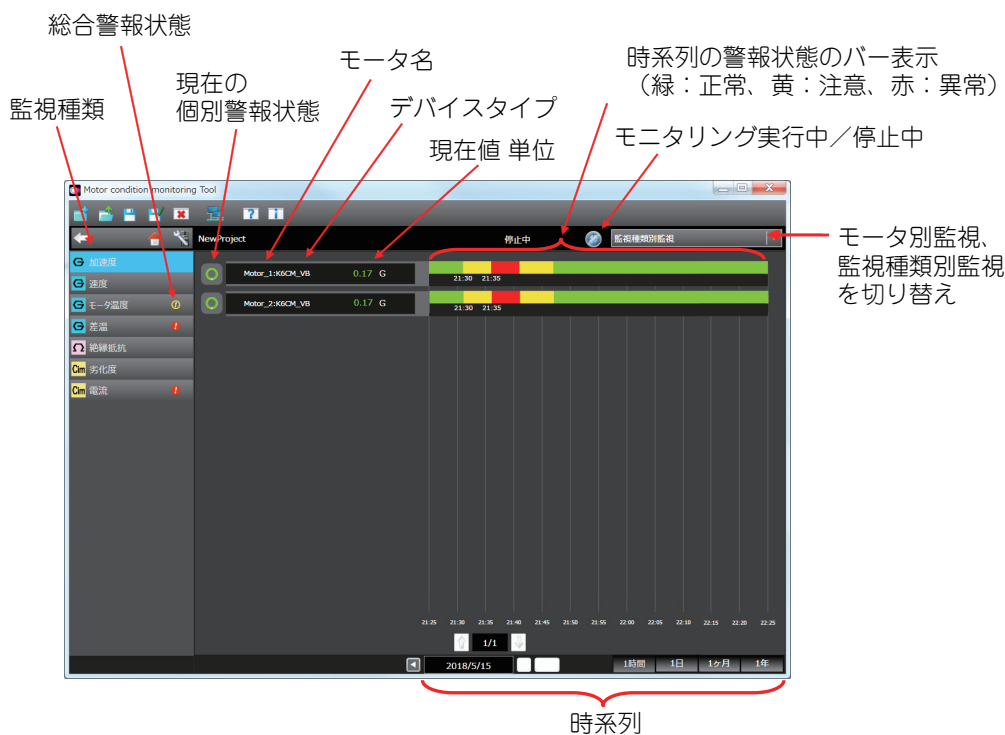 総合警報状態
監視種類
現在の
個別警報状態
モータ名
デバイスタイプ
現在値 単位
時系列の警報状態のバー表示
（緑：正常、黄：注意、赤：異常）
モニタリング実行中／停止中
モータ別監視、
監視種類別監視
を切り替え
Motor condition monitoring Tool
NewProject
停止中
監視種類別監視
G 加速度
G 速度
G モータ温度
G 差温
Ω 絶縁抵抗
Cim 劣化度
Cim 電流
Motor_1:K6CM_VB 0.17 G
21:30 21:35
Motor_2:K6CM_VB 0.17 G
21:30 21:35
21:25 21:30 21:35 21:40 21:45 21:50 21:55 22:00 22:05 22:10 22:15 22:20 22:25
1/1
2018/5/15
1時間 1日 1ヶ月 1年
時系列